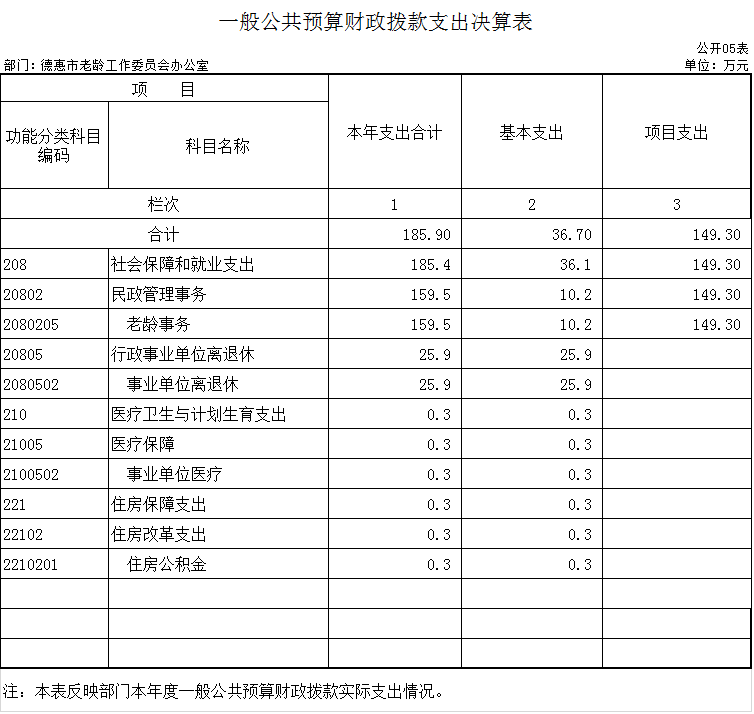 一般公共预算财政拨款支出决算表
公开05表
部门：德惠市老龄工作委员会办公室 单位：万元
项 目 本年支出合计 基本支出 项目支出
功能分类科目编码 科目名称
栏次 1 2 3
合计 185.90 36.70 149.30
208 社会保障和就业支出 185.4 36.1 149.30
20802 民政管理事务 159.5 10.2 149.30
2080205 老龄事务 159.5 10.2 149.30
20805 行政事业单位离退休 25.9 25.9
2080502 事业单位离退休 25.9 25.9
210 医疗卫生与计划生育支出 0.3 0.3
21005 医疗保障 0.3 0.3
2100502 事业单位医疗 0.3 0.3
221 住房保障支出 0.3 0.3
22102 住房改革支出 0.3 0.3
2210201 住房公积金 0.3 0.3
注：本表反映部门本年度一般公共预算财政拨款实际支出情况。